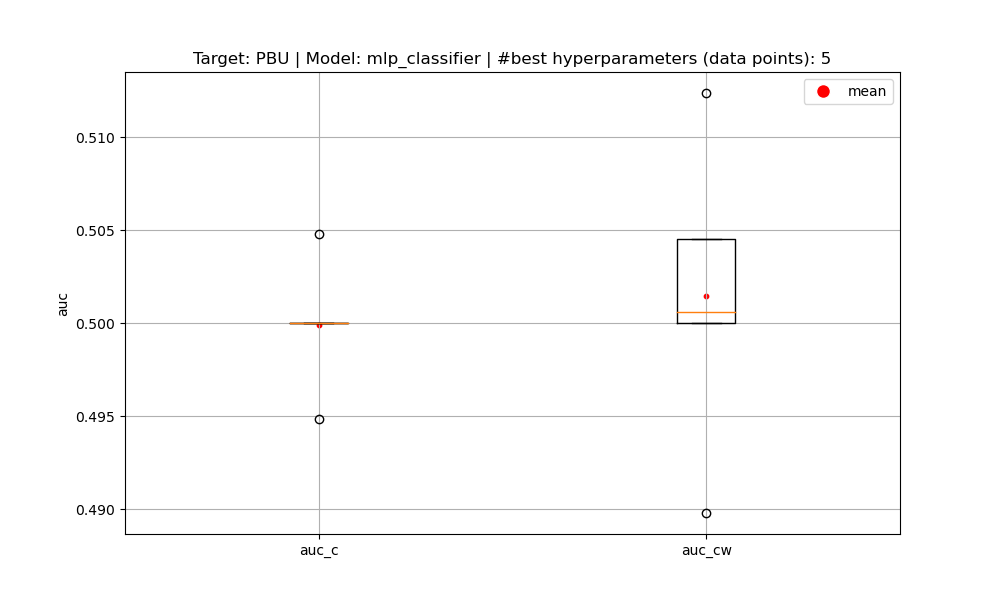 Target: PBU | Model: mlp_classifier | #best hyperparameters (data points): 5
mean
0.510
0.505
0.500
0.495
0.490
auc
auc_c
auc_cw